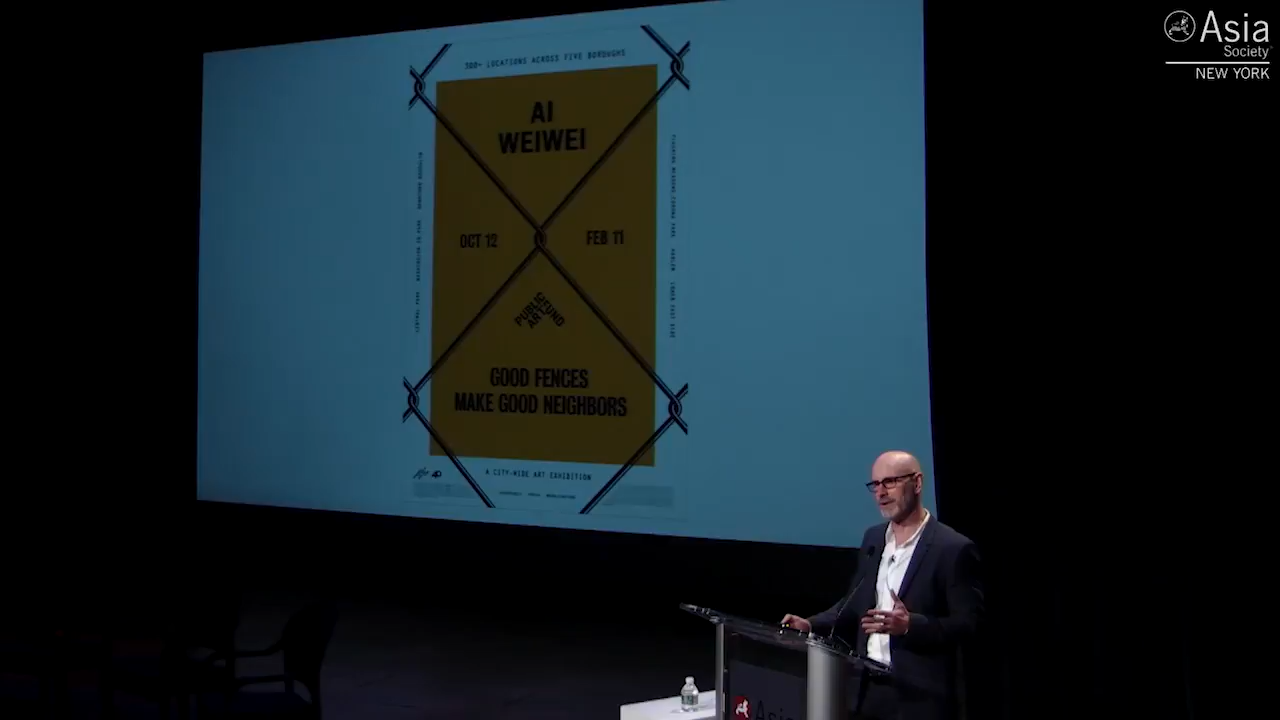 Asia
Society
NEW YORK
300+ LOCATIONS ACROSS FIVE BOROUGHS
AI
WEIWEI
OCT 12
FEB 11
PUBLIC
ART FUND
GOOD FENCES
MAKE GOOD NEIGHBORS
A CITY-WIDE ART EXHIBITION
Asia